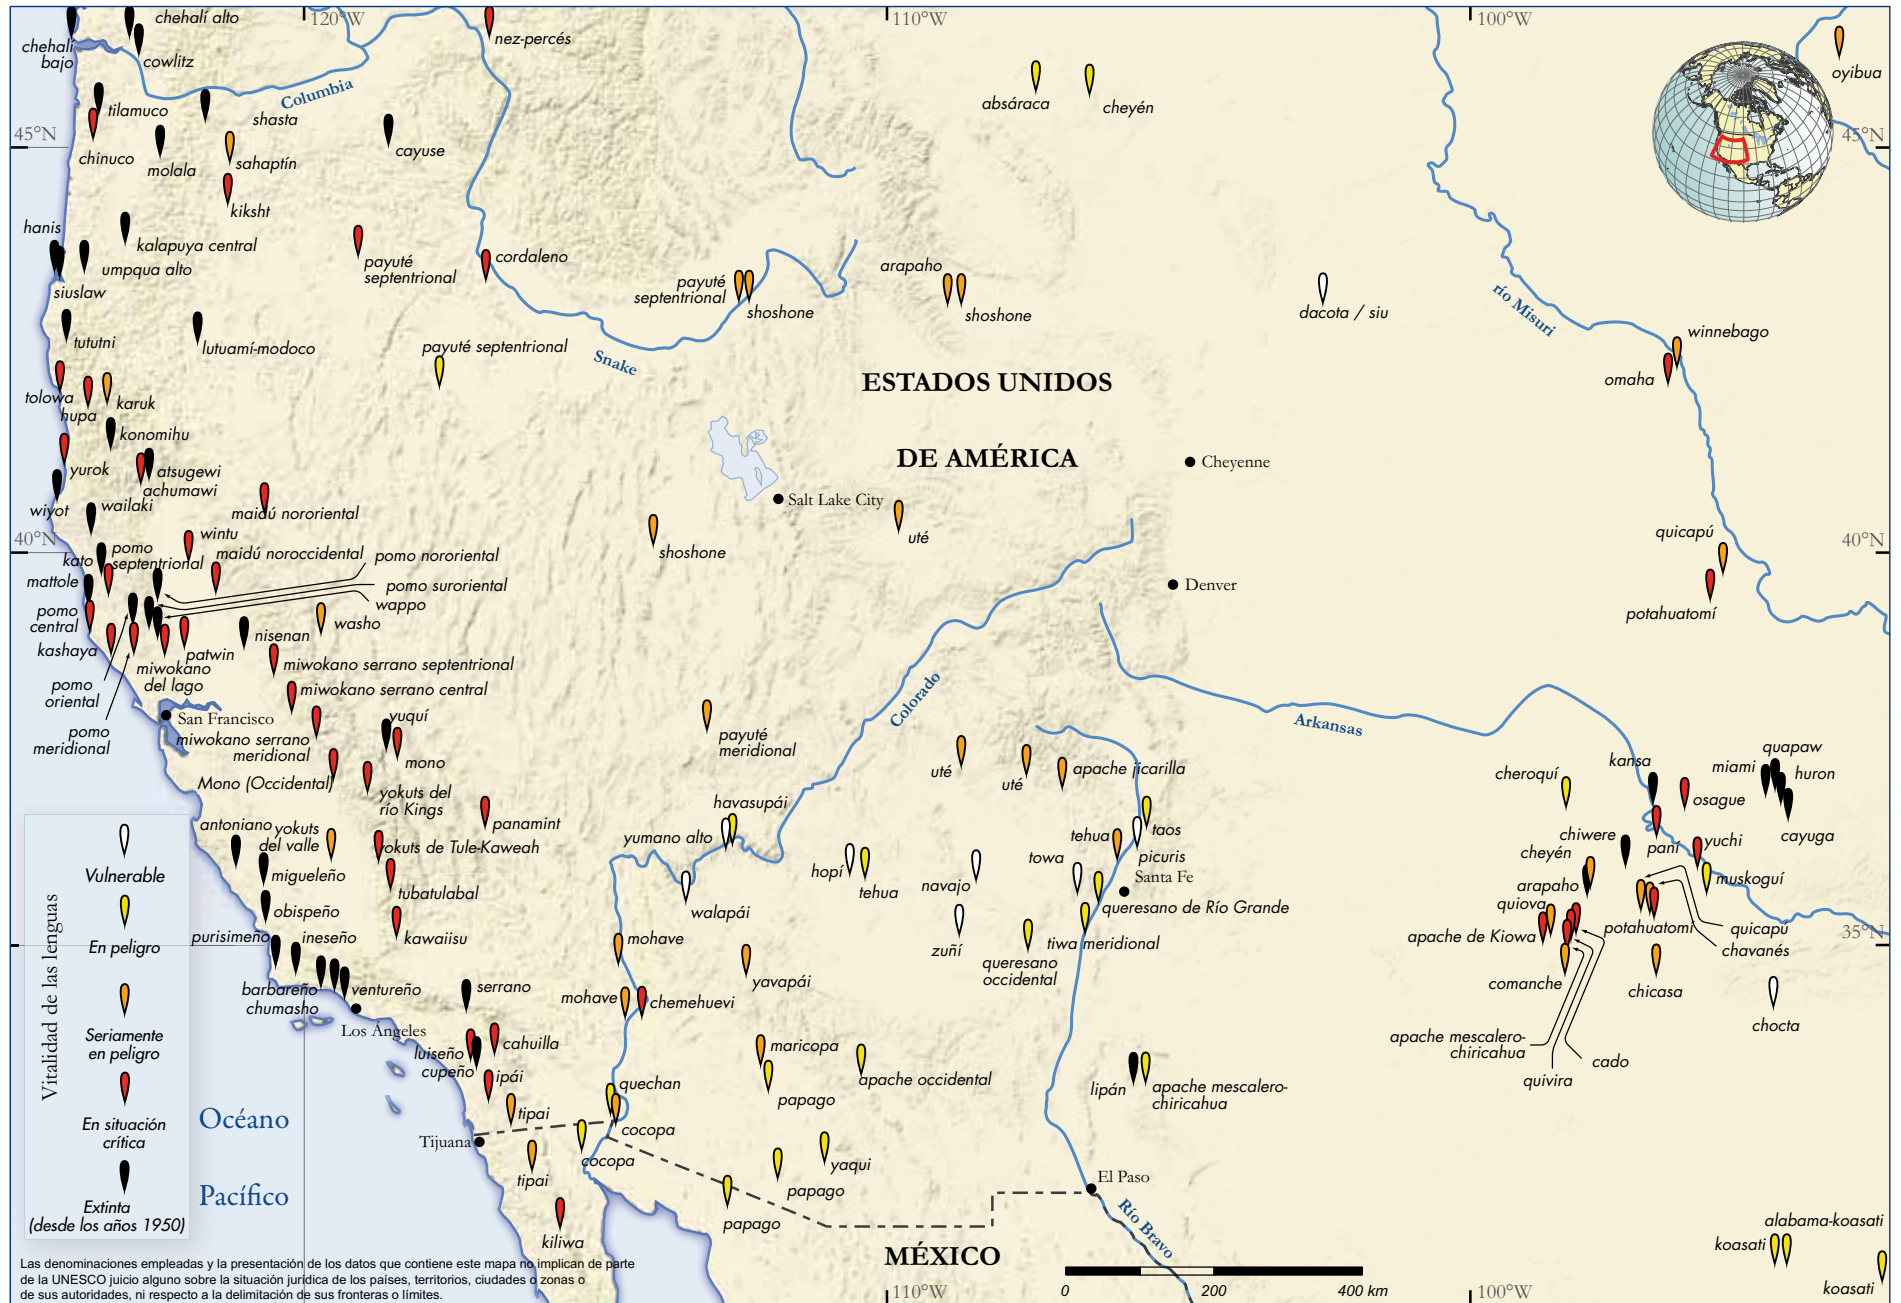 120°W
110°W
100°W
chehalí alto
chehalí
bajo
cowlitz
nez-percés
oyibua
absáraca
cheyén
Columbia
tilamuco
shasta
45°N
45°N
chinuco
molala
sahaptín
cayuse
kiksht
hanis
kalapuya central
umpqua alto
siuslaw
payuté
septentrional
cordaleno
payuté
septentrional
shoshone
arapaho
shoshone
dacota / siu
río Misuri
tututni
lutuamí-modoco
payuté septentrional
Snake
winnebago
omaha
ESTADOS UNIDOS
DE AMÉRICA
tolowa
hupa
karuk
konomihu
yurok
atsugewi
achumawi
Cheyenne
Salt Lake City
wiyot
wailaki
maidú nororiental
wintu
uté
shoshone
quicapú
40°N
40°N
kato
pomo
septentrional
maidú noroccidental
pomo nororiental
mattole
pomo suroriental
wappo
Denver
potahuatomí
pomo
central
washo
nisenan
kashaya
patwin
miwokano
del lago
miwokano serrano septentrional
pomo
oriental
miwokano serrano central
Colorado
San Francisco
pomo
meridional
miwokano serrano
meridional
yuquí
mono
payuté
meridional
Arkansas
Mono (Occidental)
yokuts del
río Kings
uté
uté
apache jicarilla
cheroquí
kansa
quapaw
miami
huron
osague
cayuga
havasupái
yumano alto
panamint
antoniano
yokuts
del valle
yokuts de Tule-Kaweah
migueleño
tubatulabal
tehua
taos
picuris
hopí
tehua
navajo
towa
Santa Fe
chiwere
pani
yuchi
cheyén
muskoguí
arapaho
obispeño
walapái
queresano de Río Grande
quiova
purisimeño
ineseño
kawaiisu
mohave
zuñí
tiwa meridional
queresano
occidental
apache de Kiowa
potahuatomí
quicapú
chavanés
35°N
barbareño
chumasho
ventureño
serrano
mohave
chemehuevi
yavapái
comanche
chicasa
chocta
Los Ángeles
luiseño
cupeño
cahuilla
ipái
maricopa
apache occidental
papago
lipán
apache mescalero-
chiricahua
apache mescalero-
chiricahua
quivira
cado
quechan
tipai
cocopa
Tijuana
cocopa
tipai
yaqui
papago
papago
El Paso
Río Bravo
kiliwa
MÉXICO
alabama-koasati
koasati
koasati
Océano
Pacífico
Vitalidad de las lenguas
Vulnerable
En peligro
Seriamente
en peligro
En situación
crítica
Extinta
(desde los años 1950)
Las denominaciones empleadas y la presentación de los datos que contiene este mapa no implican de parte
de la UNESCO juicio alguno sobre la situación jurídica de los países, territorios, ciudades o zonas o
de sus autoridades, ni respecto a la delimitación de sus fronteras o límites.
110°W
0
200
400 km
100°W